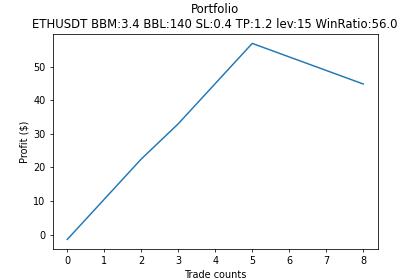 Portfolio
ETHUSDT BBM:3.4 BBL:140 SL:0.4 TP:1.2 lev:15 WinRatio:56.0
50
40
30
20
10
0
Profit ($)
0 1 2 3 4 5 6 7 8
Trade counts